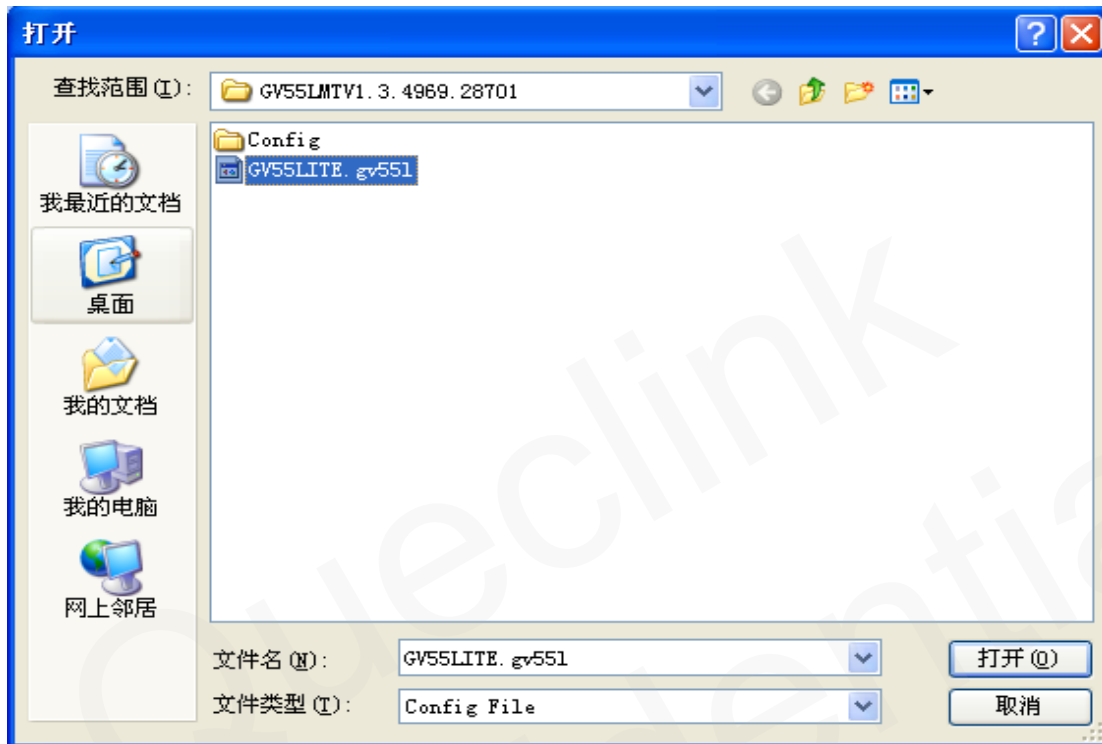 打开
查找范围(I):
GV55LMTV1.3.4969.28701
Config
GV55LITE.gv55l
我最近的文档
桌面
我的文档
我的电脑
网上邻居
文件名(N):
GV55LITE.gv55l
打开(O)
文件类型(T):
Config File
取消
Queclink